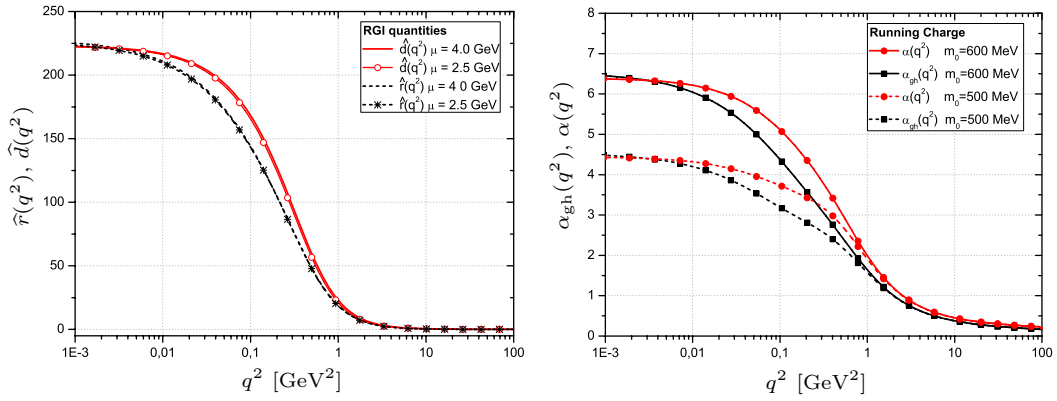 RGI quantities
d̂(q²) μ = 4.0 GeV
d̂(q²) μ = 2.5 GeV
r̂(q²) μ = 4.0 GeV
r̂(q²) μ = 2.5 GeV
250
200
150
100
50
0
r̂(q²), d̂(q²)
1E-3 0,01 0,1 1 10 100
q² [GeV²]
Running Charge
α(q²) m₀=600 MeV
α_gh(q²) m₀=600 MeV
α(q²) m₀=500 MeV
α_gh(q²) m₀=500 MeV
8
7
6
5
4
3
2
1
0
α_gh(q²), α(q²)
1E-3 0,01 0,1 1 10 100
q² [GeV²]